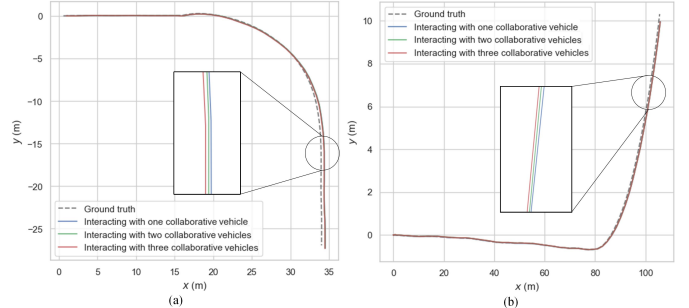 0
−5
−10
−15
−20
−25
y (m)
Ground truth
Interacting with one collaborative vehicle
Interacting with two collaborative vehicles
Interacting with three collaborative vehicles
0 5 10 15 20 25 30 35
x (m)
(a)
10
8
6
4
2
0
y (m)
Ground truth
Interacting with one collaborative vehicle
Interacting with two collaborative vehicles
Interacting with three collaborative vehicles
0 20 40 60 80 100
x (m)
(b)